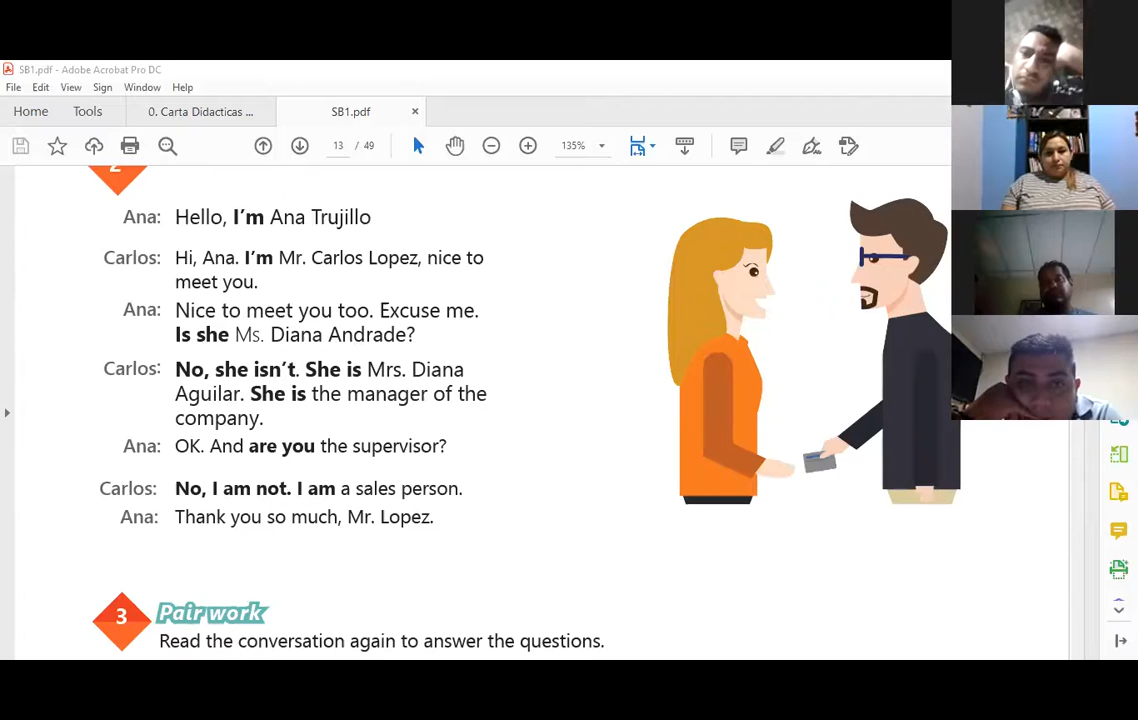 SB1.pdf - Adobe Acrobat Pro DC
File Edit View Sign Window Help
Home Tools 0. Carta Didacticas ... SB1.pdf ×
13 / 49 135%
2
Ana: Hello, I'm Ana Trujillo
Carlos: Hi, Ana. I'm Mr. Carlos Lopez, nice to
meet you.
Ana: Nice to meet you too. Excuse me.
Is she Ms. Diana Andrade?
Carlos: No, she isn't. She is Mrs. Diana
Aguilar. She is the manager of the
company.
Ana: OK. And are you the supervisor?
Carlos: No, I am not. I am a sales person.
Ana: Thank you so much, Mr. Lopez.
3 Pair work
Read the conversation again to answer the questions.